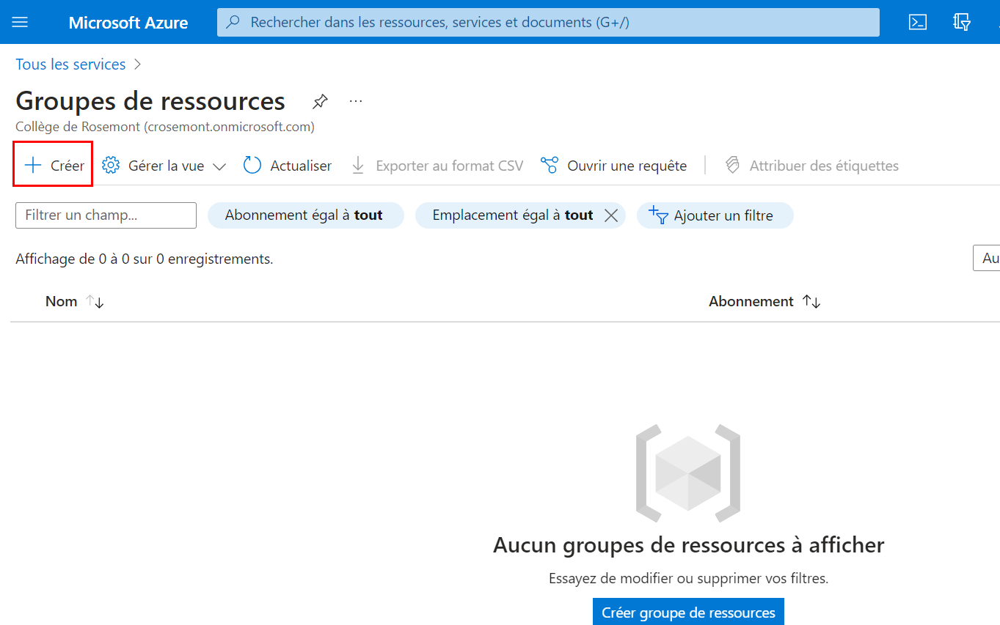 Microsoft Azure
Rechercher dans les ressources, services et documents (G+/)
Tous les services
Groupes de ressources
Collège de Rosemont (crosemont.onmicrosoft.com)
Créer Gérer la vue Actualiser Exporter au format CSV Ouvrir une requête Attribuer des étiquettes
Filtrer un champ... Abonnement égal à tout Emplacement égal à tout Ajouter un filtre
Affichage de 0 à 0 sur 0 enregistrements.
Au
Nom Abonnement
Aucun groupes de ressources à afficher
Essayez de modifier ou supprimer vos filtres.
Créer groupe de ressources